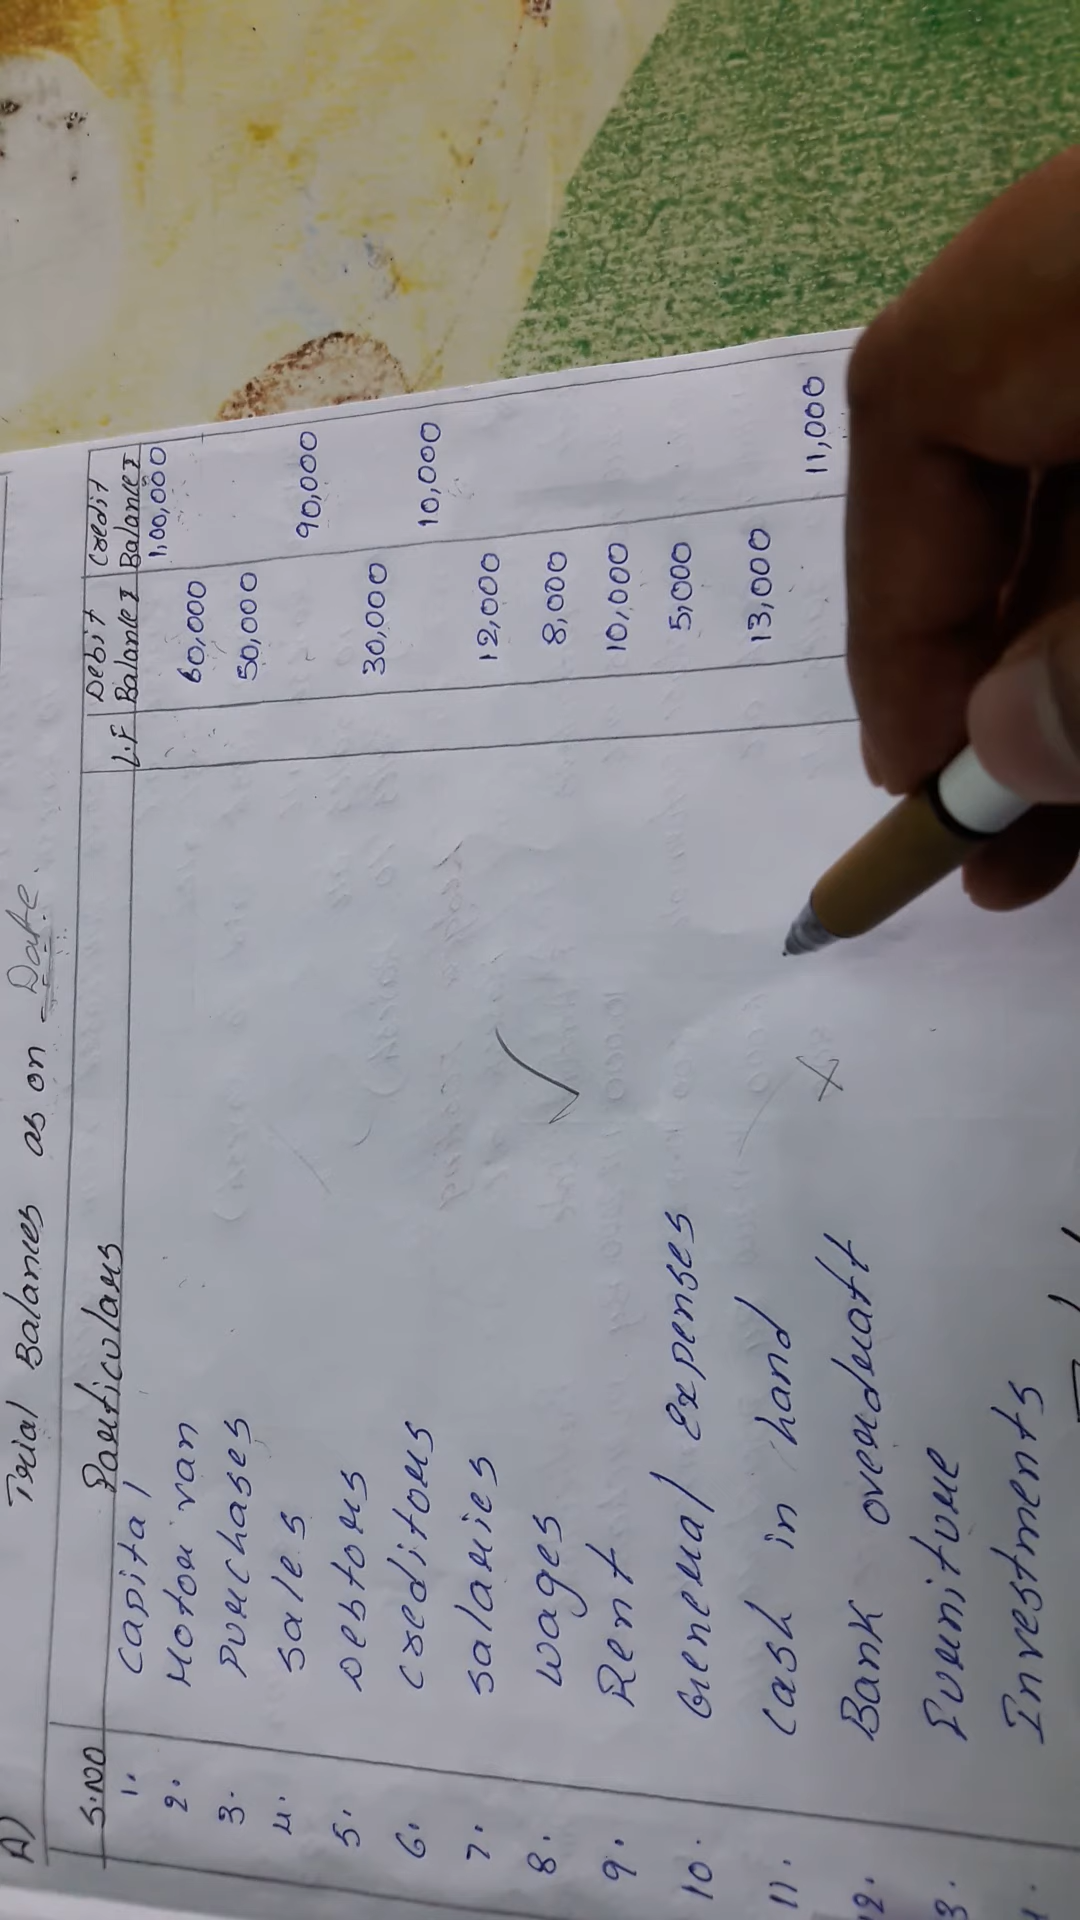 A) Trial Balances as on Date.
S.NO Particulars L.F Debit Balances Credit Balances
1. Capital 1,00,000
2. Motor van 60,000
3. Purchases 50,000
4. Sales 90,000
5. Debtors 30,000
6. Creditors 10,000
7. Salaries 12,000
8. Wages 8,000
9. Rent 10,000
10. General expenses 5,000
11. Cash in hand 13,000
12. Bank overdraft 11,000
3. Furniture
Investments